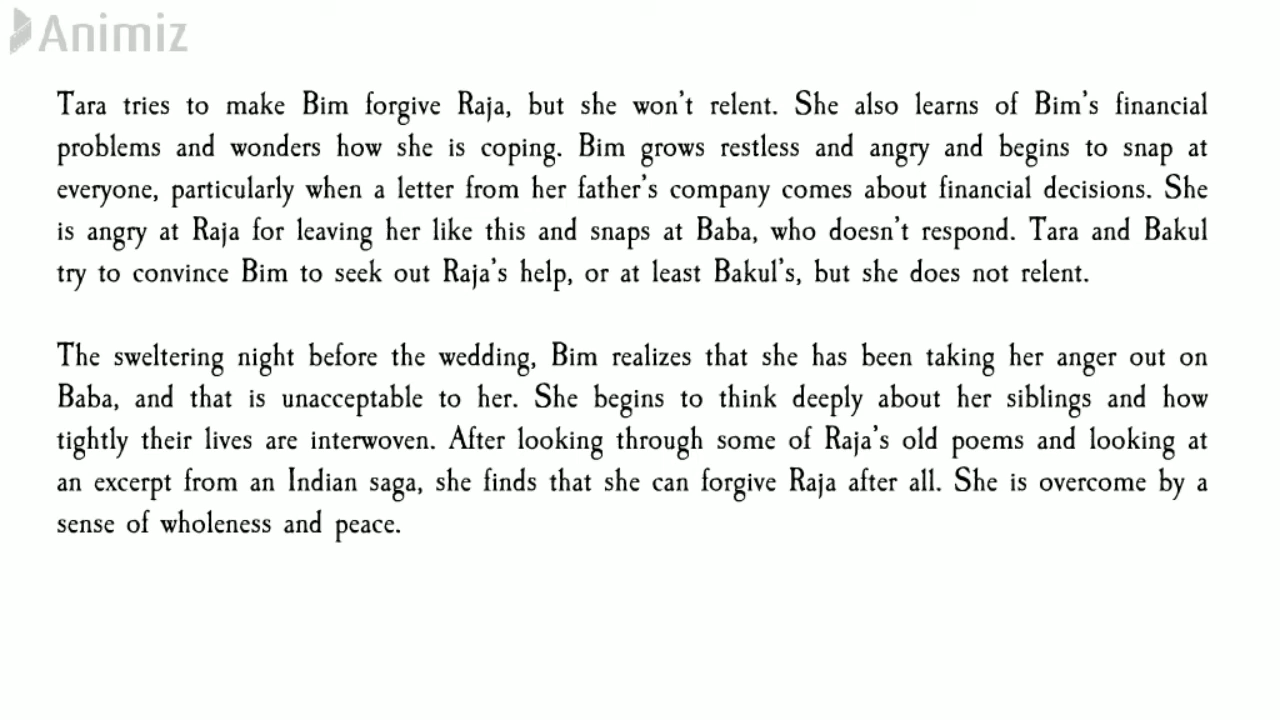 Animiz
Tara tries to make Bim forgive Raja, but she won't relent. She also learns of Bim's financial
problems and wonders how she is coping. Bim grows restless and angry and begins to snap at
everyone, particularly when a letter from her father's company comes about financial decisions. She
is angry at Raja for leaving her like this and snaps at Baba, who doesn't respond. Tara and Bakul
try to convince Bim to seek out Raja's help, or at least Bakul's, but she does not relent.
The sweltering night before the wedding, Bim realizes that she has been taking her anger out on
Baba, and that is unacceptable to her. She begins to think deeply about her siblings and how
tightly their lives are interwoven. After looking through some of Raja's old poems and looking at
an excerpt from an Indian saga, she finds that she can forgive Raja after all. She is overcome by a
sense of wholeness and peace.